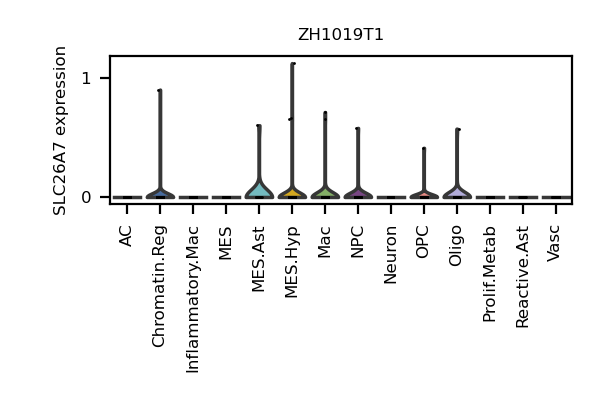 ZH1019T1
SLC26A7 expression
1
0
AC
Chromatin.Reg
Inflammatory.Mac
MES
MES.Ast
MES.Hyp
Mac
NPC
Neuron
OPC
Oligo
Prolif.Metab
Reactive.Ast
Vasc